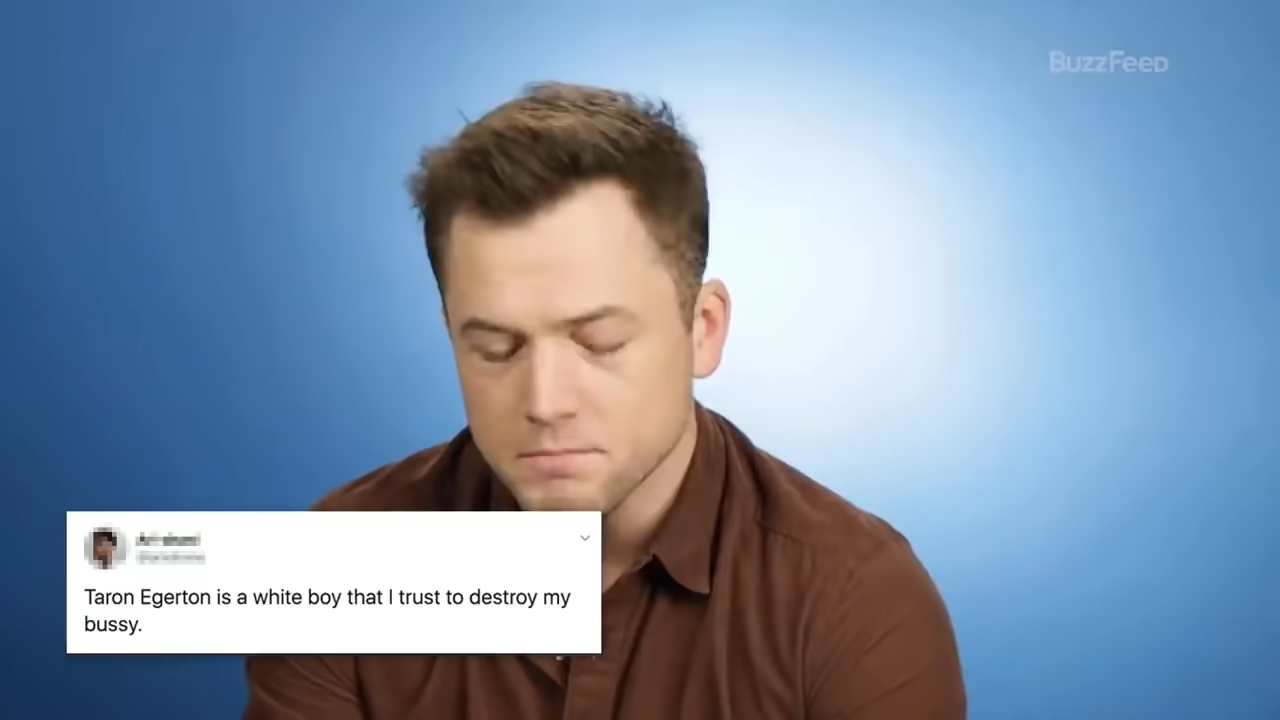 BuzzFeed
Taron Egerton is a white boy that I trust to destroy my
bussy.